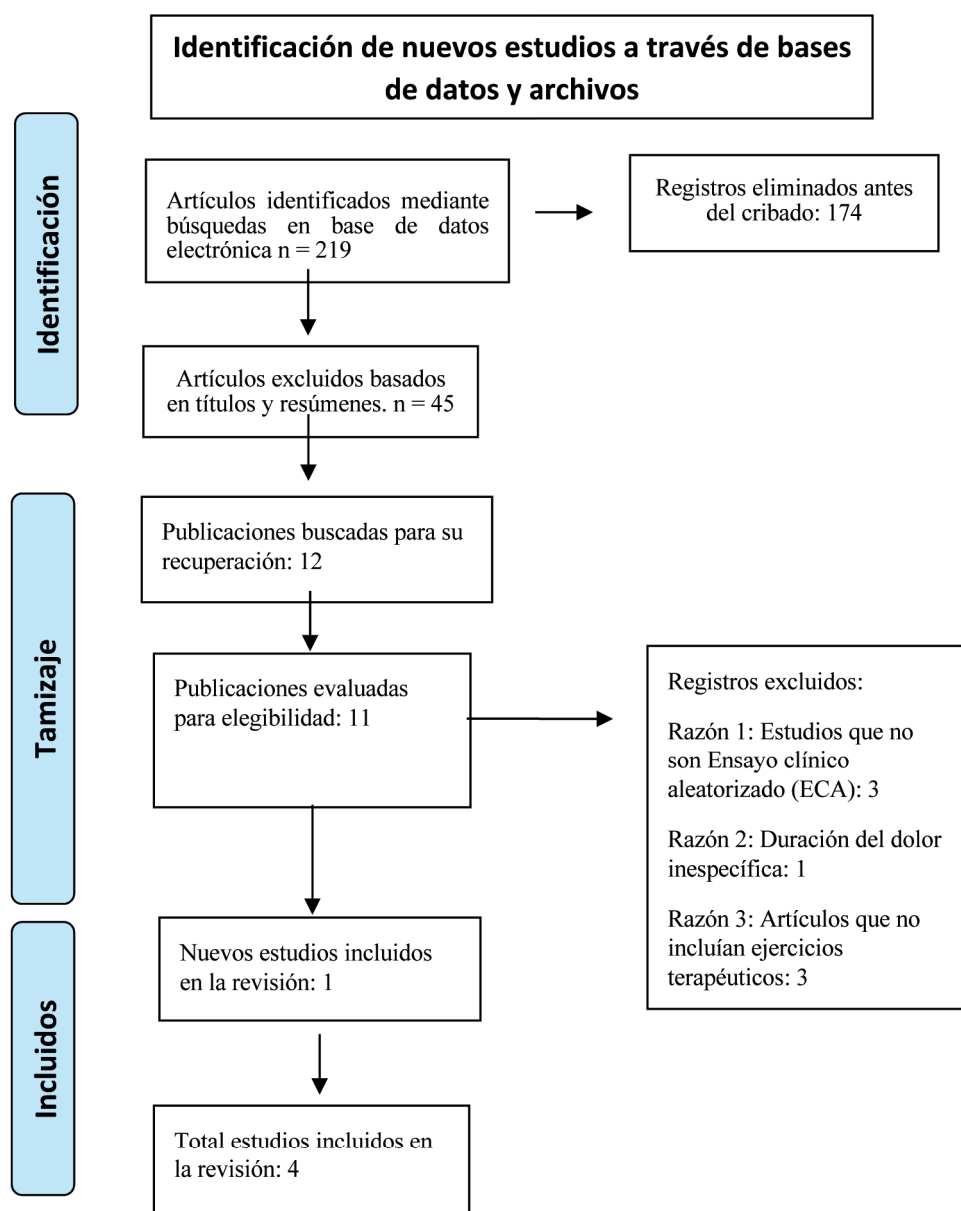 Identificación de nuevos estudios a través de bases
de datos y archivos
Identificación
Artículos identificados mediante
búsquedas en base de datos
electrónica n = 219
Registros eliminados antes
del cribado: 174
Artículos excluidos basados
en títulos y resúmenes. n = 45
Tamizaje
Publicaciones buscadas para su
recuperación: 12
Publicaciones evaluadas
para elegibilidad: 11
Registros excluidos:
Razón 1: Estudios que no
son Ensayo clínico
aleatorizado (ECA): 3
Razón 2: Duración del dolor
inespecífica: 1
Razón 3: Artículos que no
incluían ejercicios
terapéuticos: 3
Incluidos
Nuevos estudios incluidos
en la revisión: 1
Total estudios incluidos en
la revisión: 4